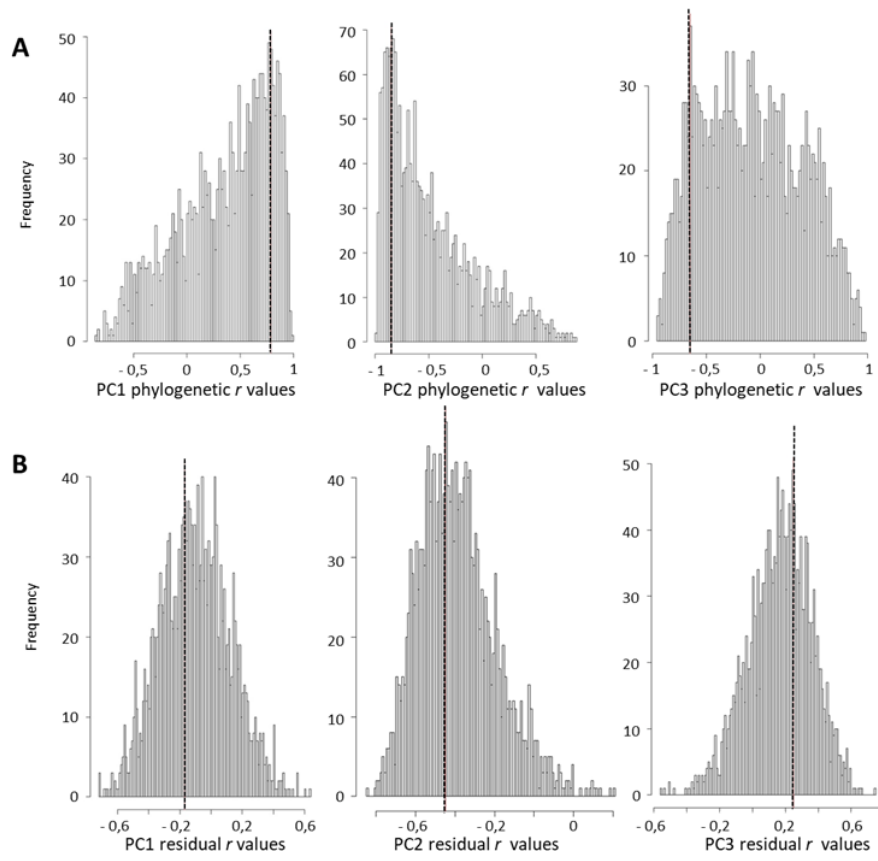 A
Frequency
50
40
30
20
10
0
- 0,5 0 0,5 1
PC1 phylogenetic r values
70
60
50
40
30
20
10
0
- 1 - 0,5 0 0,5
PC2 phylogenetic r values
30
20
10
0
- 1 - 0,5 0 0,5 1
PC3 phylogenetic r values
B
Frequency
40
30
20
10
0
- 0,6 - 0,2 0,2 0,6
PC1 residual r values
40
30
20
10
0
- 0,6 - 0,2 0
PC2 residual r values
50
40
30
20
10
0
- 0,6 - 0,2 0,2 0,6
PC3 residual r values